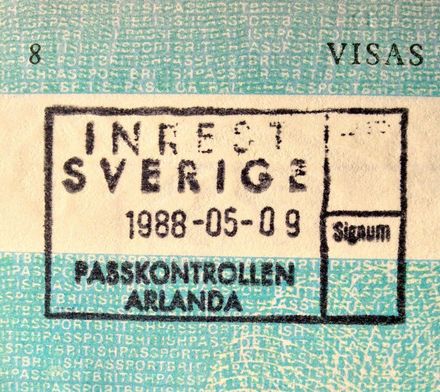 8 VISAS
INREST
SVERIGE
1988-05-09
Signum
PASSKONTROLLEN
ARLANDA